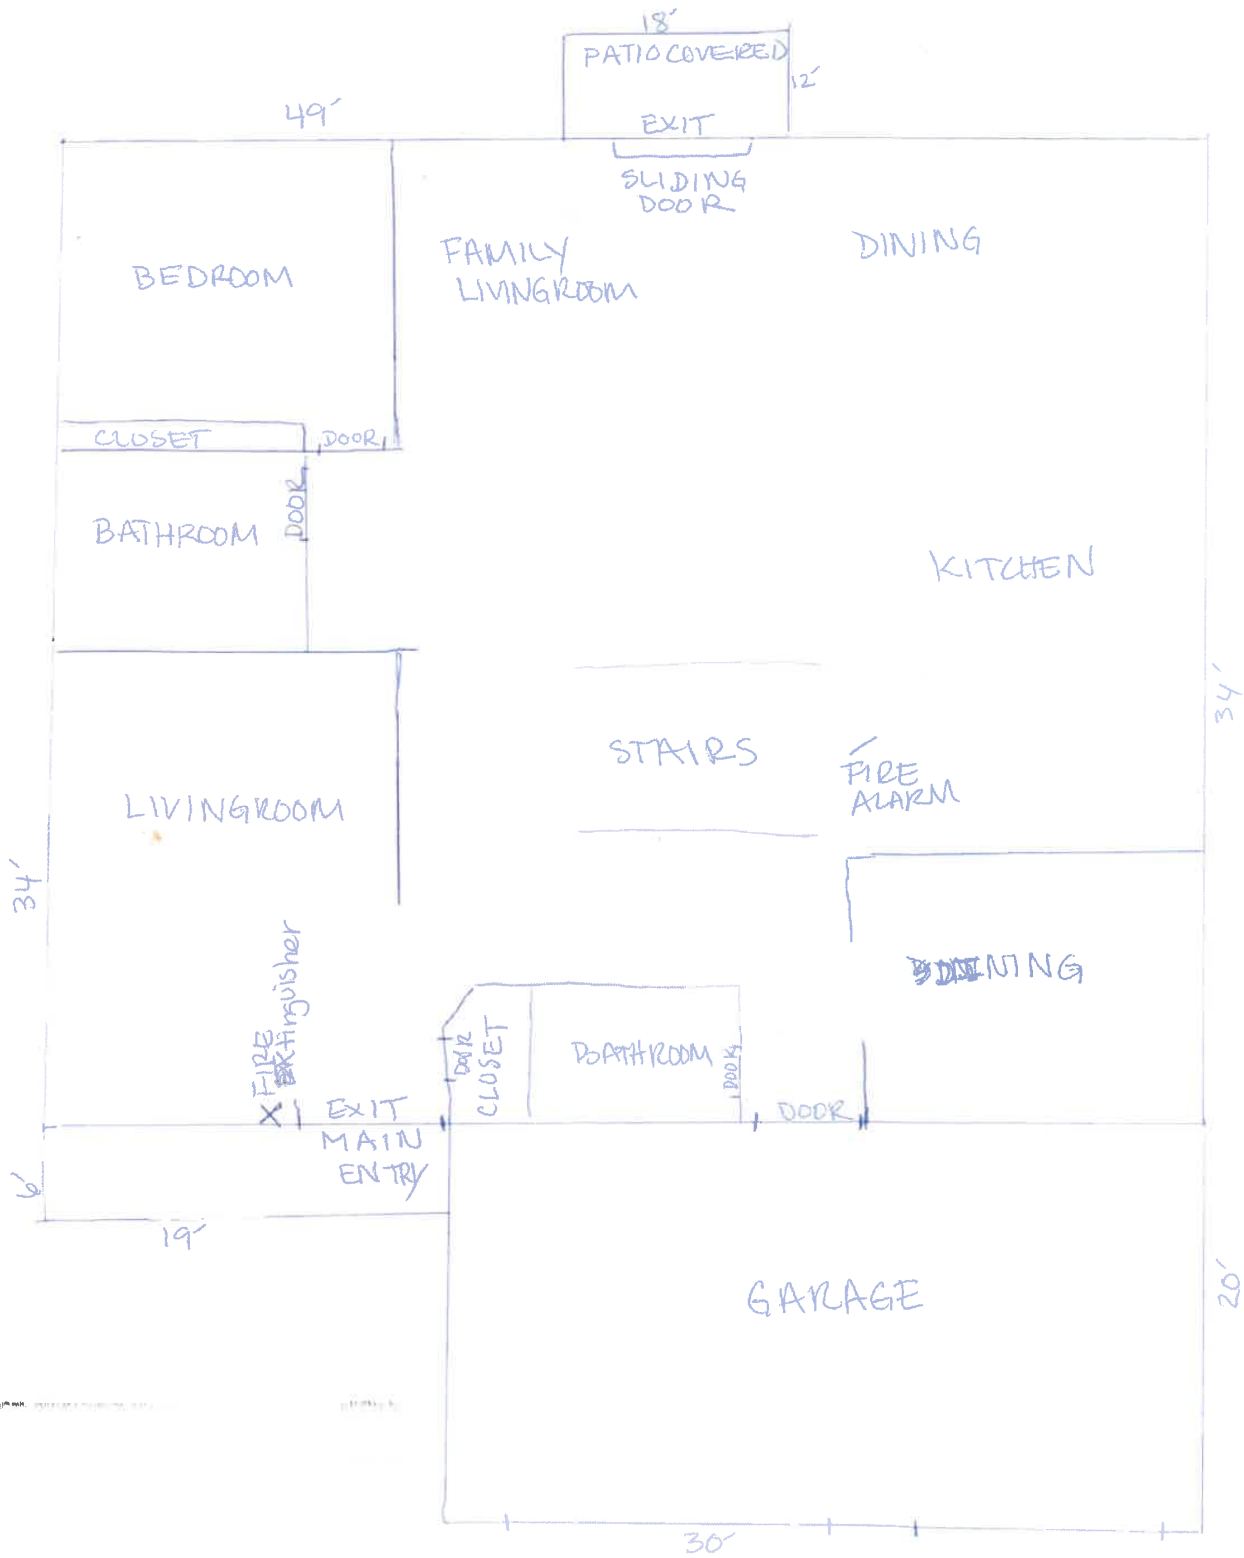 18'
PATIO COVERED
12'
49'
EXIT
SLIDING
DOOR
FAMILY
LIVINGROOM
DINING
BEDROOM
CLOSET
DOOR
BATHROOM
DOOR
KITCHEN
34'
STAIRS
FIRE
ALARM
LIVINGROOM
34'
FIRE
Extinguisher
X
DINING
DOOR
CLOSET
BATHROOM
DOOR
DOOR
EXIT
MAIN
ENTRY
6'
19'
GARAGE
20'
30'